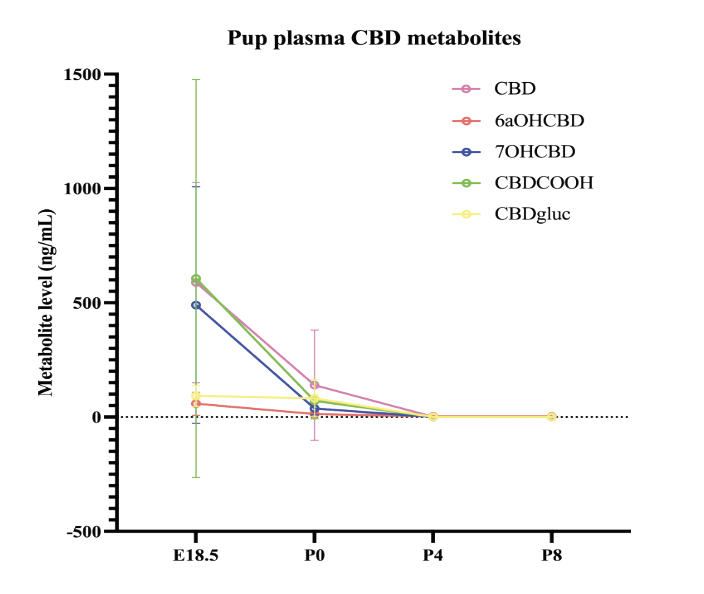 Pup plasma CBD metabolites
1500
1000
500
0
-500
Metabolite level (ng/mL)
CBD
6aOHCBD
7OHCBD
CBDCOOH
CBDgluc
E18.5 P0 P4 P8